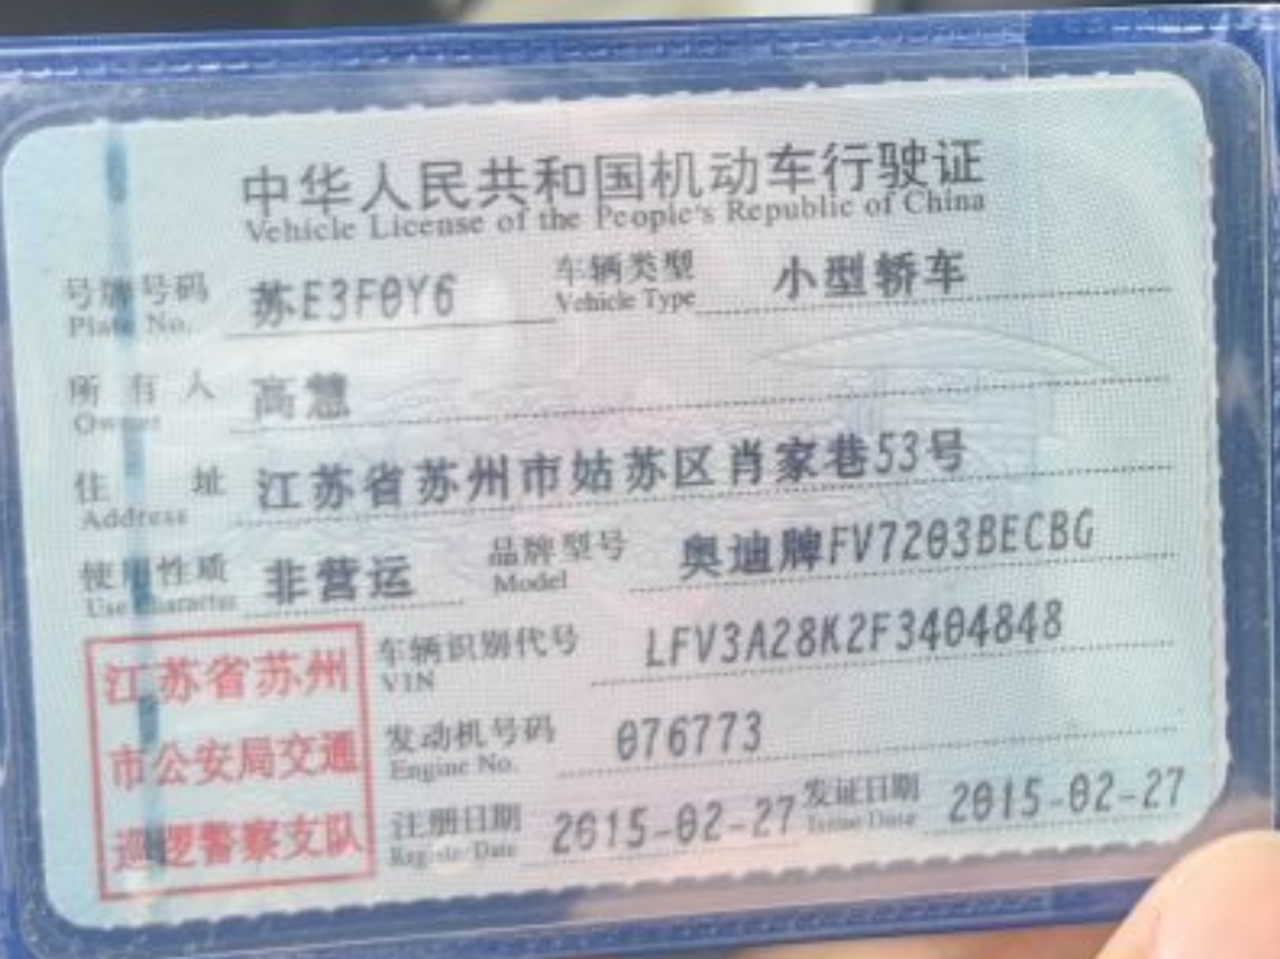 中华人民共和国机动车行驶证
Vehicle License of the People's Republic of China
号牌号码 苏E3F0Y6 车辆类型 小型轿车
Plate No. Vehicle Type
所有人 高慧
Owner
住址 江苏省苏州市姑苏区肖家巷53号
Address
使用性质 非营运 品牌型号 奥迪牌FV7203BECBG
Use Character Model
车辆识别代号 LFV3A28K2F3404848
VIN
发动机号码 076773
Engine No.
注册日期 2015-02-27 发证日期 2015-02-27
Register Date Issue Date
江苏省苏州
市公安局交通
巡逻警察支队